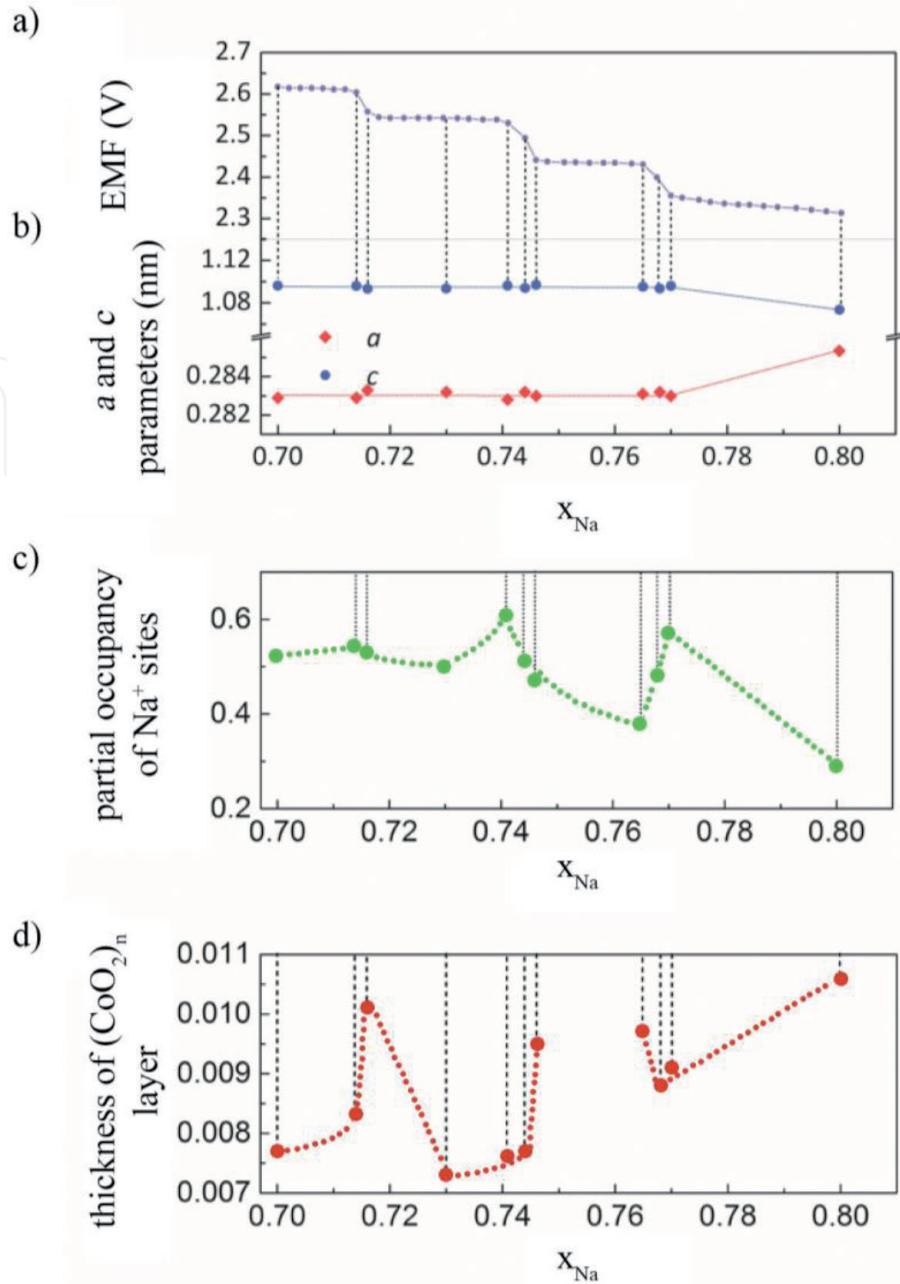 a)
2.7
2.6
2.5
2.4
2.3
EMF (V)
b)
1.12
1.08
0.284
0.282
a and c
parameters (nm)
a
c
0.70 0.72 0.74 0.76 0.78 0.80
xNa
c)
0.6
0.4
0.2
partial occupancy
of Na⁺ sites
0.70 0.72 0.74 0.76 0.78 0.80
xNa
d)
0.011
0.010
0.009
0.008
0.007
thickness of (CoO₂)ₙ
layer
0.70 0.72 0.74 0.76 0.78 0.80
xNa